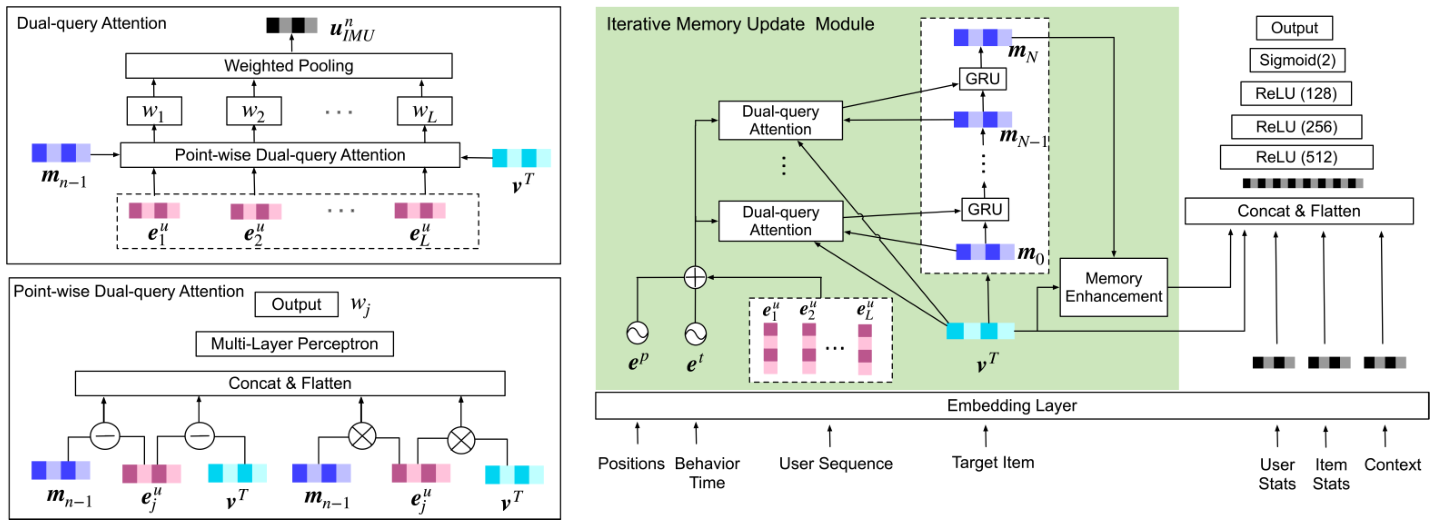 Dual-query Attention
u^n_IMU
Weighted Pooling
w_1 w_2 ... w_L
Point-wise Dual-query Attention
m_{n-1} v^T
e^u_1 e^u_2 ... e^u_L
Point-wise Dual-query Attention
Output w_j
Multi-Layer Perceptron
Concat & Flatten
m_{n-1} e^u_j v^T m_{n-1} e^u_j v^T
Iterative Memory Update Module
m_N
GRU
Dual-query
Attention
m_{N-1}
...
Dual-query
Attention
GRU
m_0
Memory
Enhancement
e^u_1 e^u_2 ... e^u_L
e^p e^t v^T
Output
Sigmoid(2)
ReLU (128)
ReLU (256)
ReLU (512)
Concat & Flatten
Embedding Layer
Positions
Behavior
Time
User Sequence
Target Item
User
Stats
Item
Stats
Context